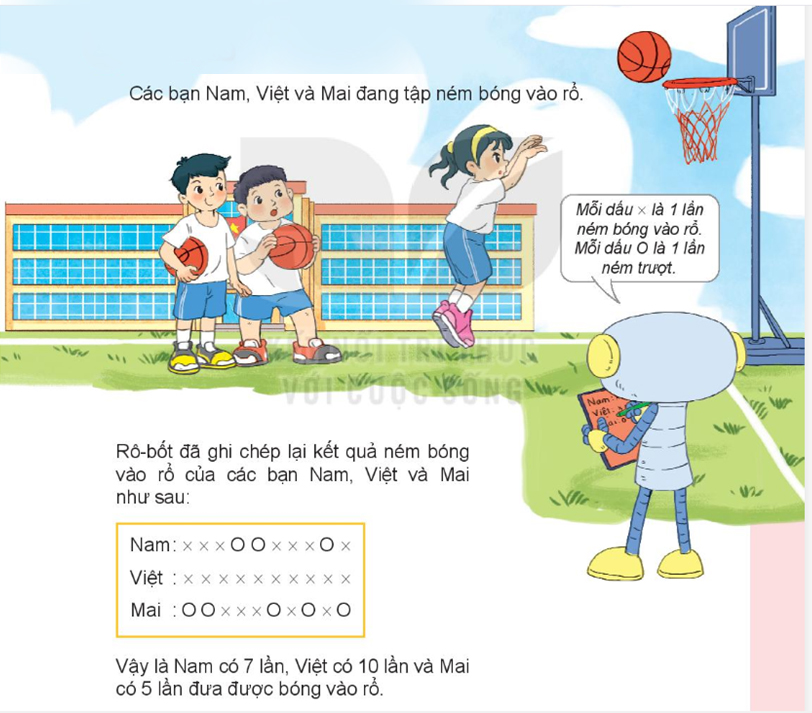 Các bạn Nam, Việt và Mai đang tập ném bóng vào rổ.
Mỗi dấu × là 1 lần
ném bóng vào rổ.
Mỗi dấu O là 1 lần
ném trượt.
Nam:
Việt:
VỚI CUỘC SỐNG
Rô-bốt đã ghi chép lại kết quả ném bóng
vào rổ của các bạn Nam, Việt và Mai
như sau:
Nam: × × × O O × × × O ×
Việt : × × × × × × × × × ×
Mai : O O × × × O × O × O
Vậy là Nam có 7 lần, Việt có 10 lần và Mai
có 5 lần đưa được bóng vào rổ.